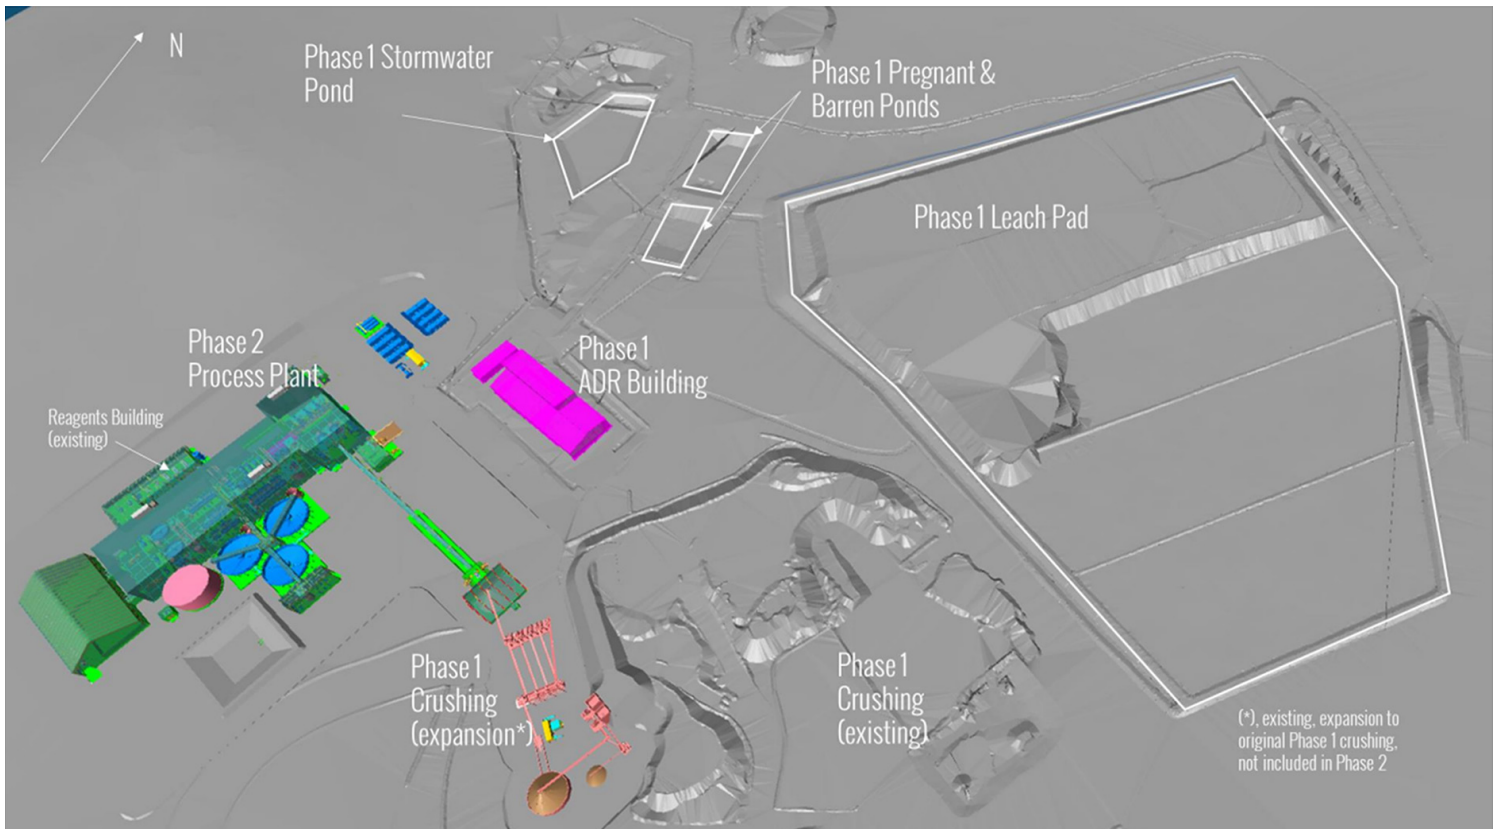 N
Phase 1 Stormwater
Pond
Phase 1 Pregnant &
Barren Ponds
Phase 1 Leach Pad
Phase 2
Process Plant
Phase 1
ADR Building
Reagents Building
(existing)
Phase 1
Crushing
(expansion*)
Phase 1
Crushing
(existing)
(*), existing, expansion to
original Phase 1 crushing,
not included in Phase 2